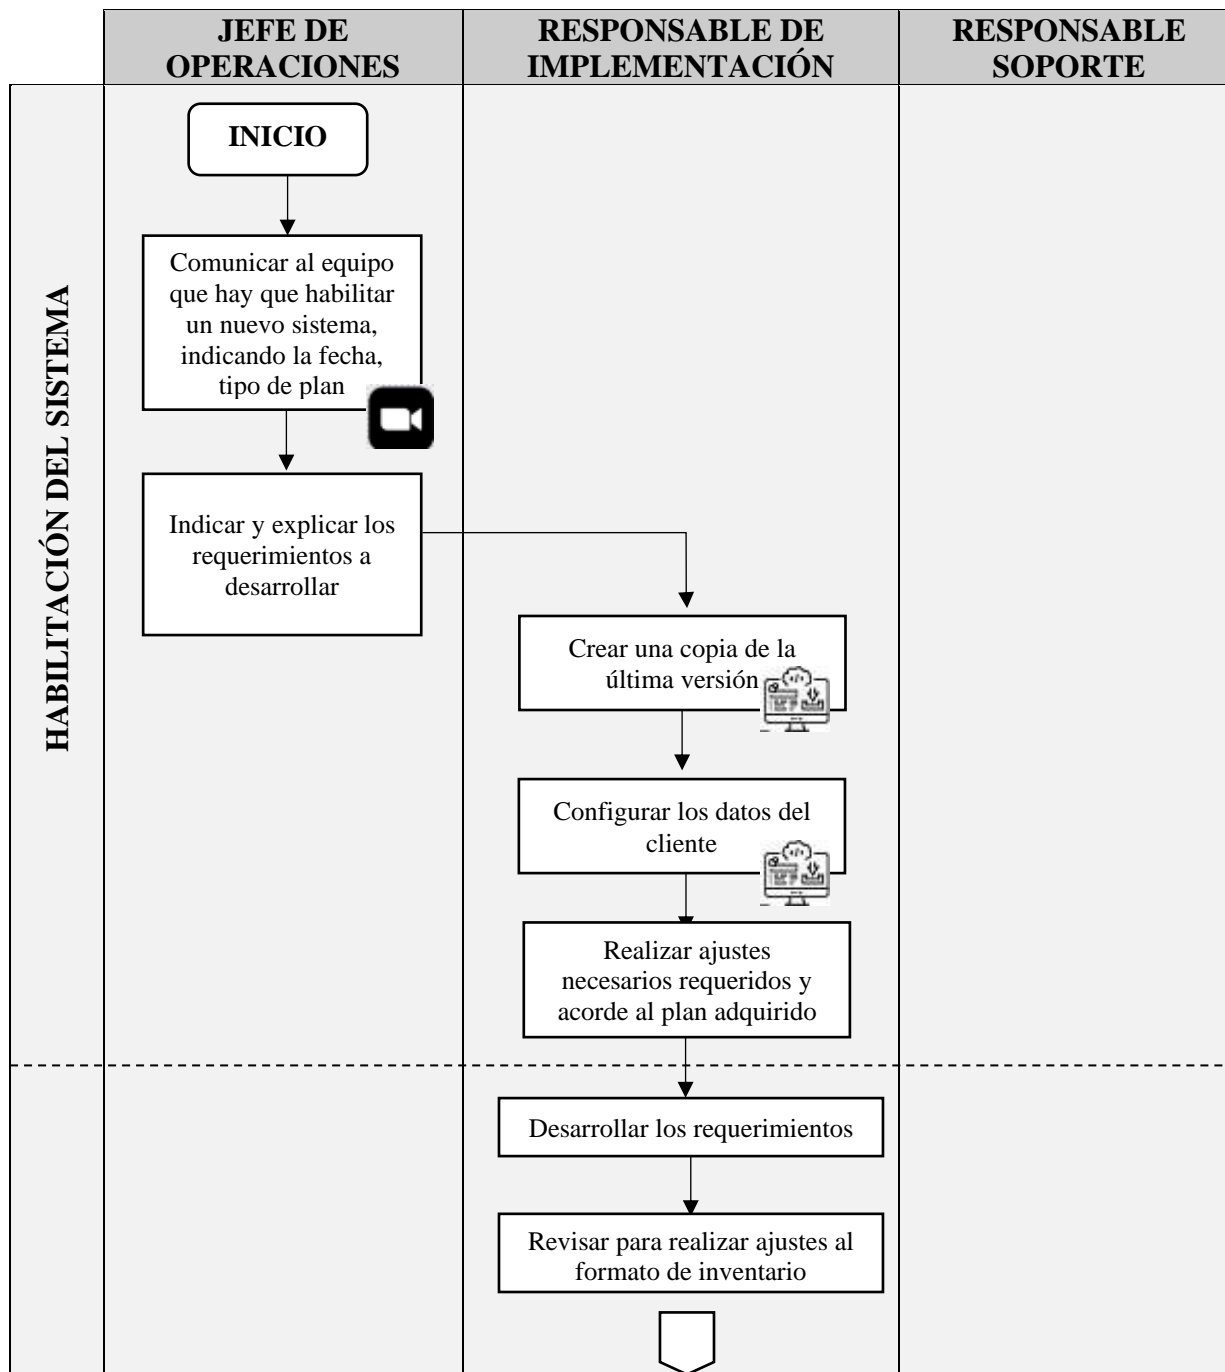 JEFE DE
OPERACIONES
RESPONSABLE DE
IMPLEMENTACIÓN
RESPONSABLE
SOPORTE
HABILITACIÓN DEL SISTEMA
INICIO
Comunicar al equipo
que hay que habilitar
un nuevo sistema,
indicando la fecha,
tipo de plan
Indicar y explicar los
requerimientos a
desarrollar
Crear una copia de la
última versión
Configurar los datos del
cliente
Realizar ajustes
necesarios requeridos y
acorde al plan adquirido
Desarrollar los requerimientos
Revisar para realizar ajustes al
formato de inventario